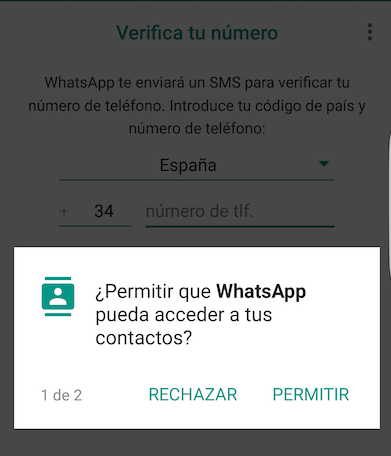 Verifica tu número
WhatsApp te enviará un SMS para verificar tu
número de teléfono. Introduce tu código de país y
número de teléfono:
España
+ 34 número de tlf.
¿Permitir que WhatsApp
pueda acceder a tus
contactos?
1 de 2 RECHAZAR PERMITIR